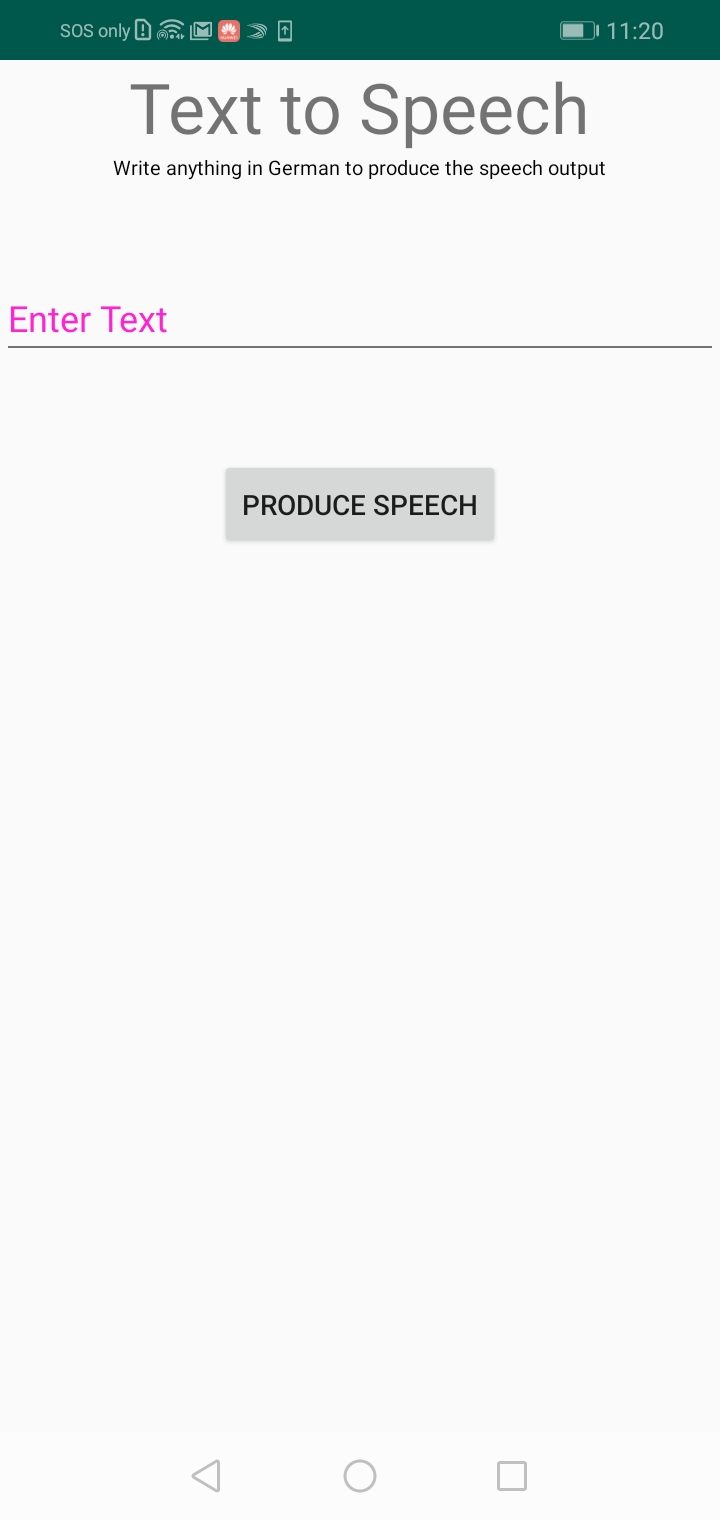 SOS only 11:20
Text to Speech
Write anything in German to produce the speech output
Enter Text
PRODUCE SPEECH